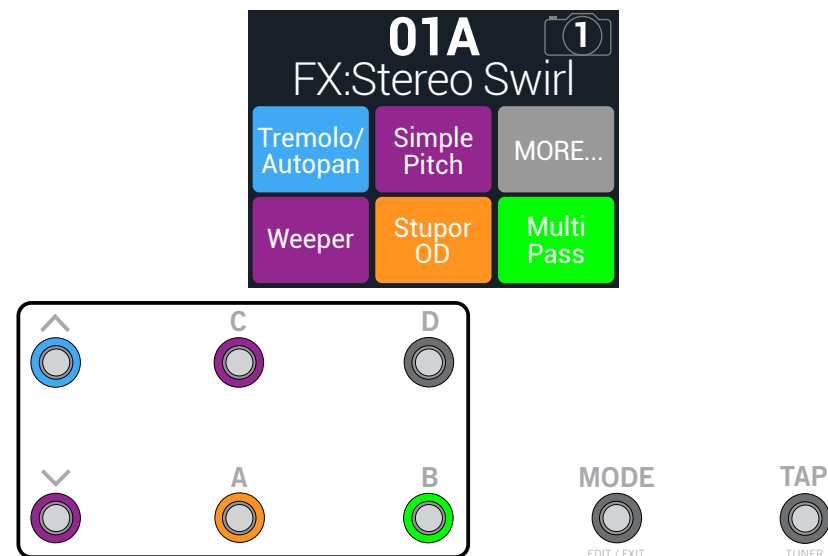 01A
1
FX:Stereo Swirl
Tremolo/
Autopan
Simple
Pitch
MORE...
Weeper
Stupor
OD
Multi
Pass
C
D
A
B
MODE
TAP
EDIT / EXIT
TUNER